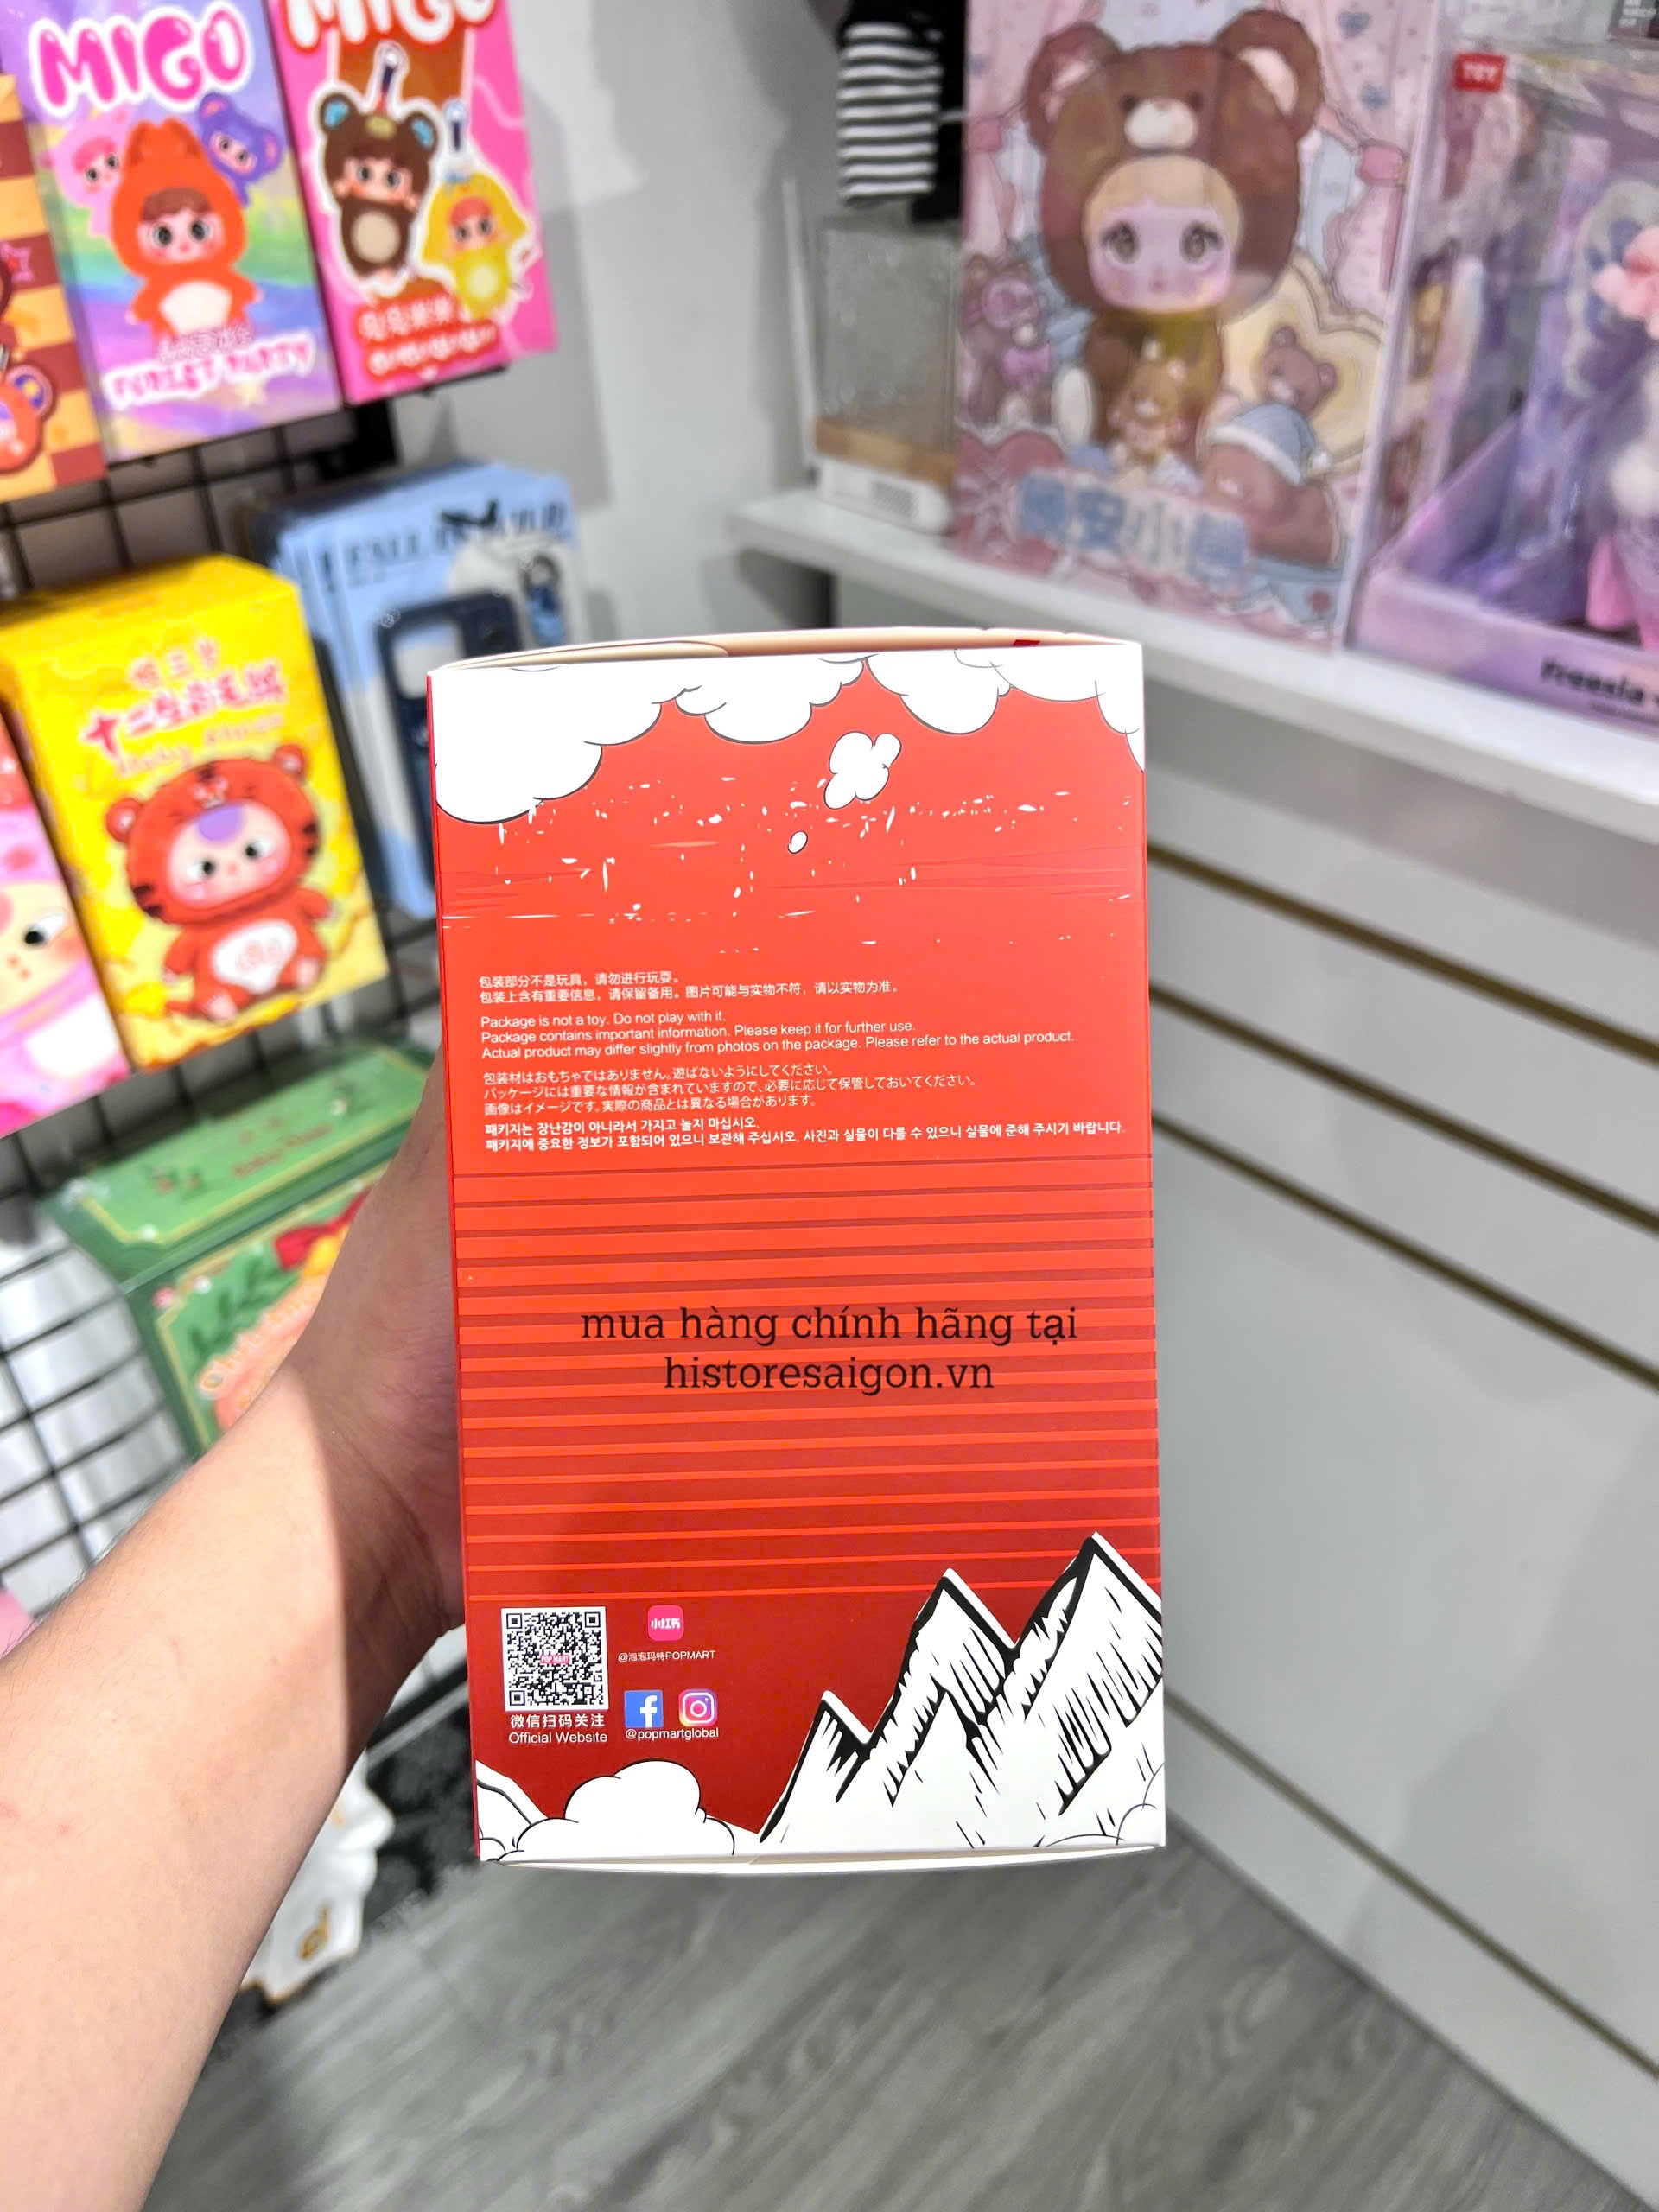 MIGO
MIGO
FOREST PARTY
TOY
晚安小熊
freesia
十二生肖毛绒
包装部分不是玩具，请勿进行玩耍。
包装上含有重要信息，请保留备用。图片可能与实物不符，请以实物为准。
Package is not a toy. Do not play with it.
Package contains important information. Please keep it for further use.
Actual product may differ slightly from photos on the package. Please refer to the actual product.
包装材はおもちゃではありません。遊ばないようにしてください。
パッケージには重要な情報が含まれていますので、必要に応じて保管しておいてください。
画像はイメージです。実際の商品とは異なる場合があります。
패키지는 장난감이 아니라서 가지고 놀지 마십시오.
패키지에 중요한 정보가 포함되어 있으니 보관해 주십시오. 사진과 실물이 다를 수 있으니 실물에 준해 주시기 바랍니다.
mua hàng chính hãng tại
historesaigon.vn
POP MART
小红书
@泡泡玛特POPMART
微信扫码关注
Official Website
@popmartglobal